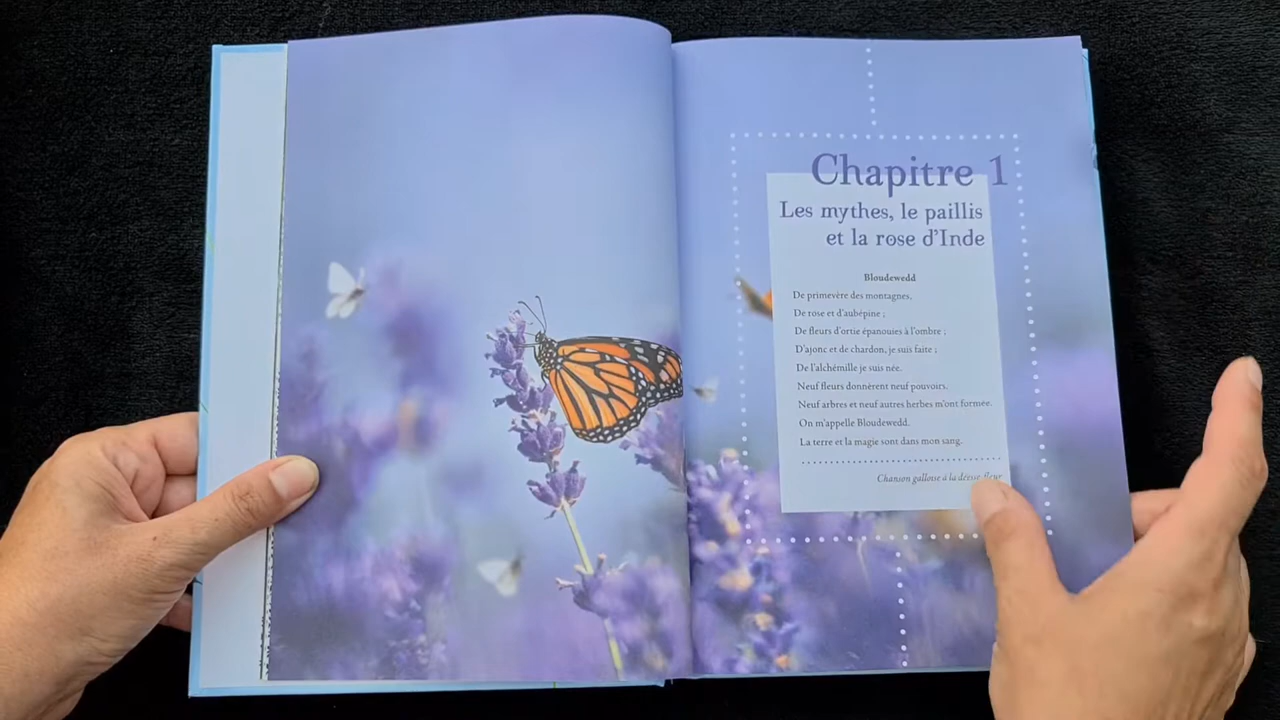 Chapitre 1
Les mythes, le paillis
et la rose d'Inde
Bloudewedd
De primevère des montagnes,
De rose et d'aubépine ;
De fleurs d'ortie épanouies à l'ombre ;
D'ajonc et de chardon, je suis faite ;
De l'alchémille je suis née.
Neuf fleurs donnèrent neuf pouvoirs.
Neuf arbres et neuf autres herbes m'ont formée.
On m'appelle Bloudewedd.
La terre et la magie sont dans mon sang.
Chanson galloise à la déesse fleur